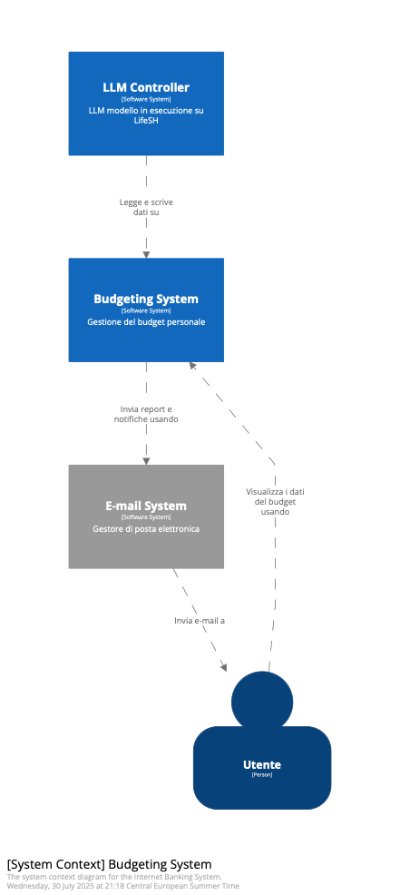 LLM Controller
[Software System]
LLM modello in esecuzione su
LifeSH
Legge e scrive
dati su
Budgeting System
[Software System]
Gestione del budget personale
Invia report e
notifiche usando
Visualizza i dati
del budget
usando
E-mail System
[Software System]
Gestore di posta elettronica
Invia e-mail a
Utente
[Person]
[System Context] Budgeting System
The system context diagram for the Internet Banking System.
Wednesday, 30 July 2025 at 21:18 Central European Summer Time